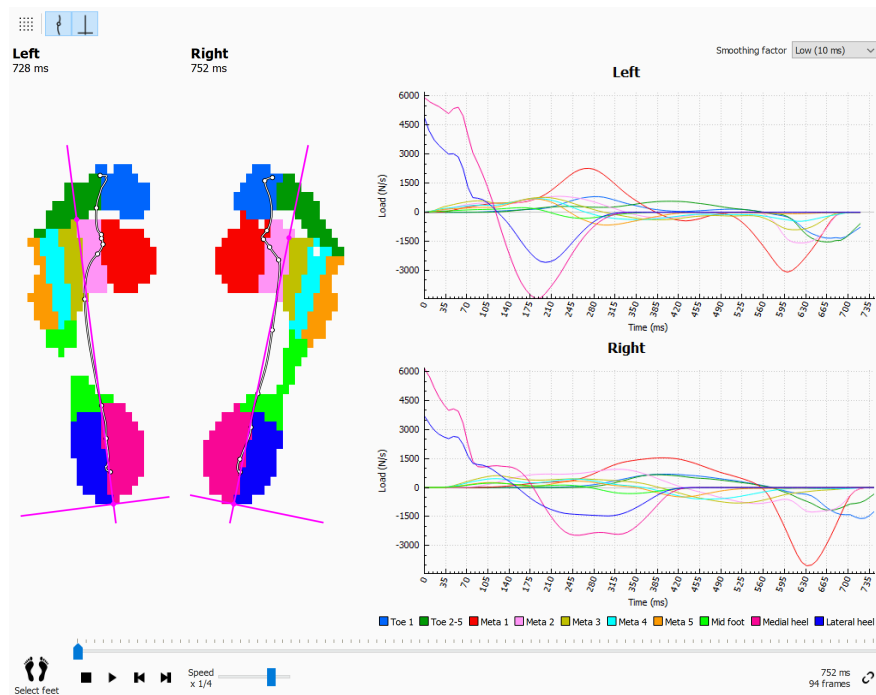 Left
728 ms
Right
752 ms
Smoothing factor Low (10 ms)
Left
Load (N/s)
6000
4500
3000
1500
0
-1500
-3000
0 35 70 105 140 175 210 245 280 315 350 385 420 455 490 525 560 595 630 665 700 735
Time (ms)
Right
Load (N/s)
6000
4500
3000
1500
0
-1500
-3000
0 35 70 105 140 175 210 245 280 315 350 385 420 455 490 525 560 595 630 665 700 735
Time (ms)
Toe 1 Toe 2-5 Meta 1 Meta 2 Meta 3 Meta 4 Meta 5 Mid foot Medial heel Lateral heel
Select feet
Speed
x 1/4
752 ms
94 frames